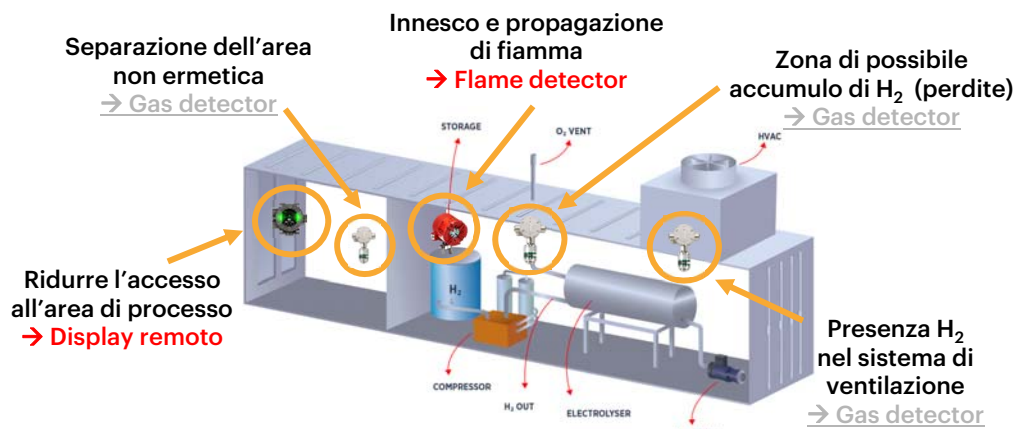 Separazione dell'area
non ermetica
→ Gas detector
Innesco e propagazione
di fiamma
→ Flame detector
Zona di possibile
accumulo di H₂ (perdite)
→ Gas detector
STORAGE
O₂ VENT
HVAC
Ridurre l'accesso
all'area di processo
→ Display remoto
H₂
Presenza H₂
nel sistema di
ventilazione
→ Gas detector
COMPRESSOR
H₂ OUT
ELECTROLYSER